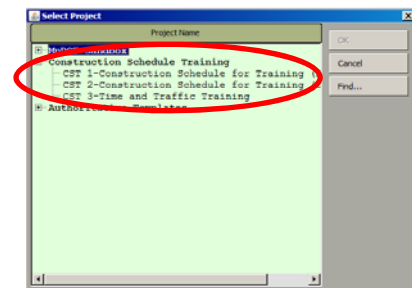 Select Project
Project Name
OK
Construction Schedule Training
Cancel
CST 1-Construction Schedule for Training (
CST 2-Construction Schedule for Training
Find...
CST 3-Time and Traffic Training
Templates